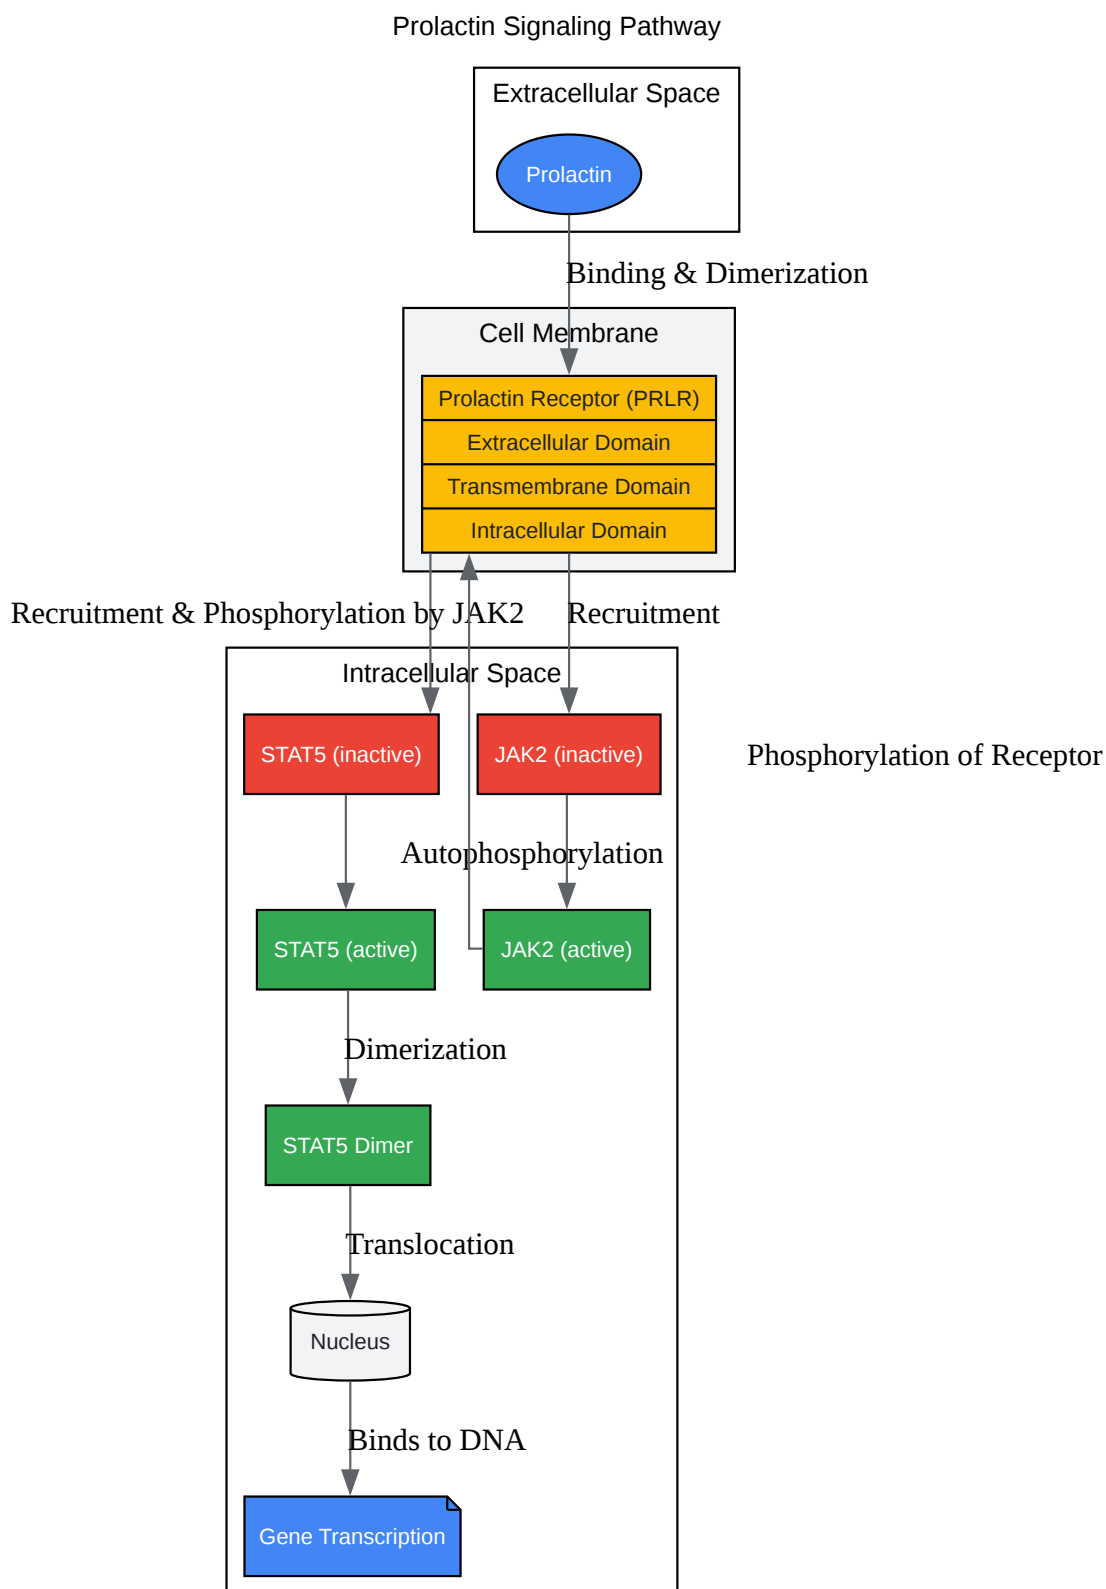 Prolactin Signaling Pathway
Extracellular Space
Prolactin
Binding & Dimerization
Cell Membrane
Prolactin Receptor (PRLR)
Extracellular Domain
Transmembrane Domain
Intracellular Domain
Recruitment & Phosphorylation by JAK2
Recruitment
Intracellular Space
STAT5 (inactive)
JAK2 (inactive)
Phosphorylation of Receptor
Autophosphorylation
STAT5 (active)
JAK2 (active)
Dimerization
STAT5 Dimer
Translocation
Nucleus
Binds to DNA
Gene Transcription